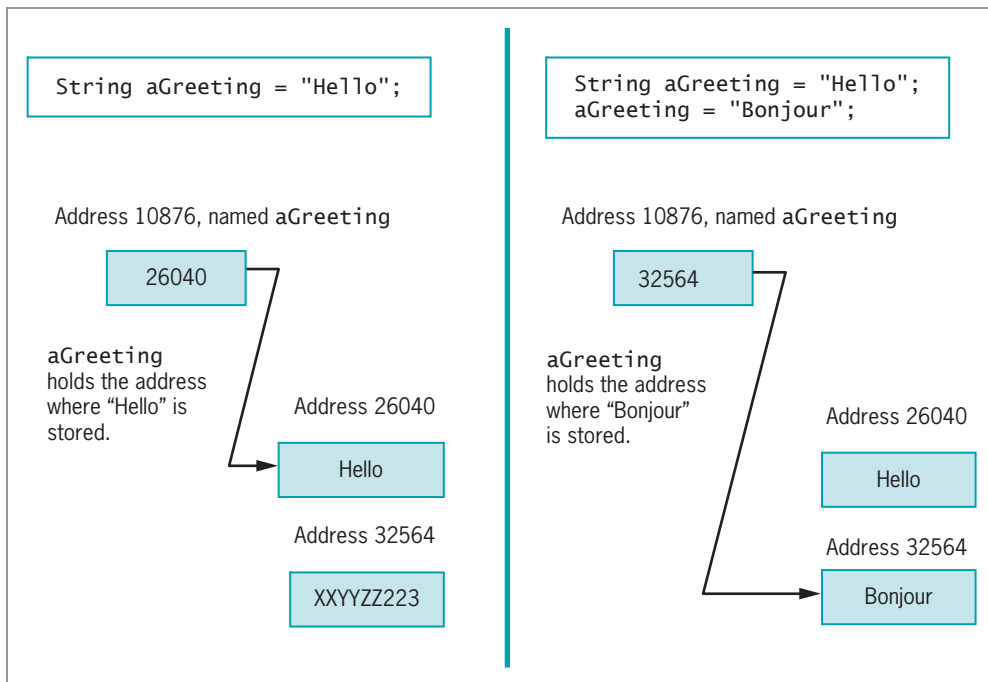 String aGreeting = "Hello";
Address 10876, named aGreeting
26040
aGreeting
holds the address
where “Hello” is
stored.
Address 26040
Hello
Address 32564
XXYYZZ223
String aGreeting = "Hello";
aGreeting = "Bonjour";
Address 10876, named aGreeting
32564
aGreeting
holds the address
where “Bonjour”
is stored.
Address 26040
Hello
Address 32564
Bonjour